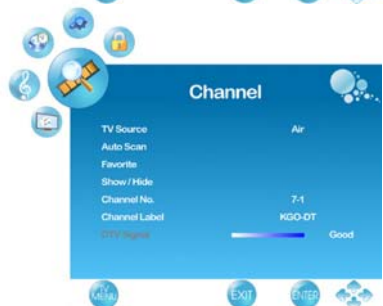 Channel
TV Source Air
Auto Scan
Favorite
Show / Hide
Channel No. 7-1
Channel Label KGO-DT
DTV Signal Good
TV
MENU EXIT ENTER